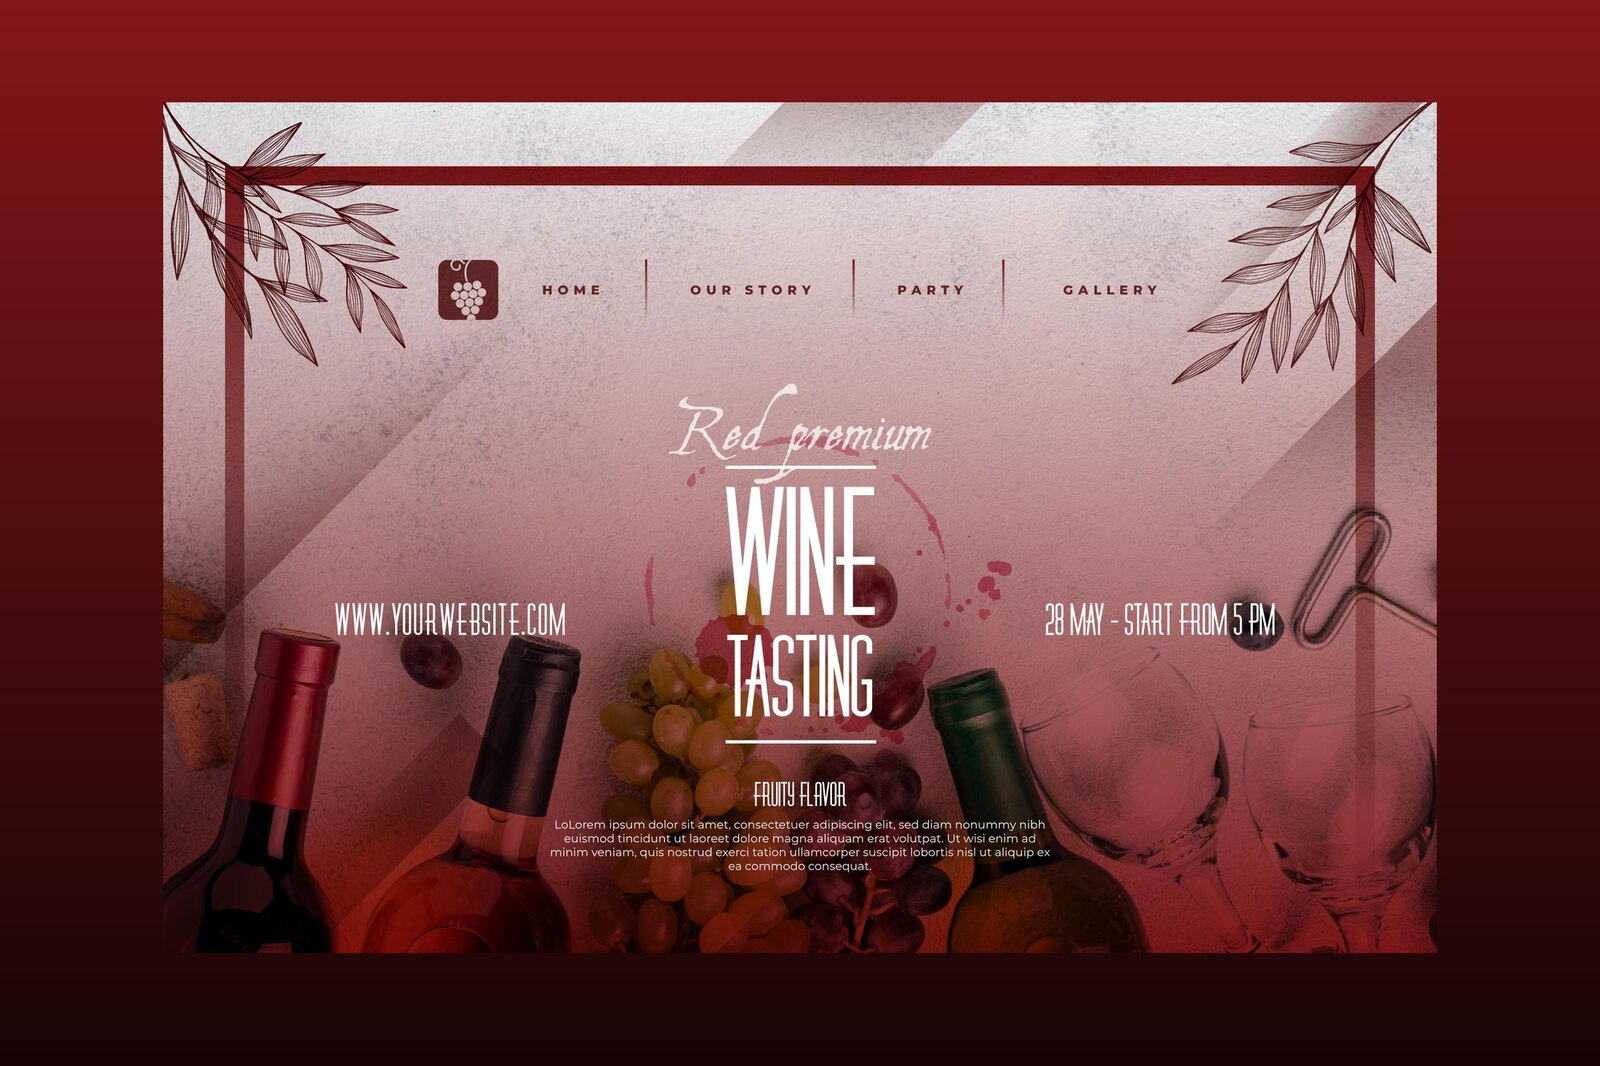 HOME
OUR STORY
PARTY
GALLERY
Red premium
WINE
TASTING
WWW.YOURWEBSITE.COM
28 MAY - START FROM 5 PM
FRUITY FLAVOR
LoLorem ipsum dolor sit amet, consectetuer adipiscing elit, sed diam nonummy nibh
euismod tincidunt ut laoreet dolore magna aliquam erat volutpat. Ut wisi enim ad
minim veniam, quis nostrud exerci tation ullamcorper suscipit lobortis nisl ut aliquip ex
ea commodo consequat.